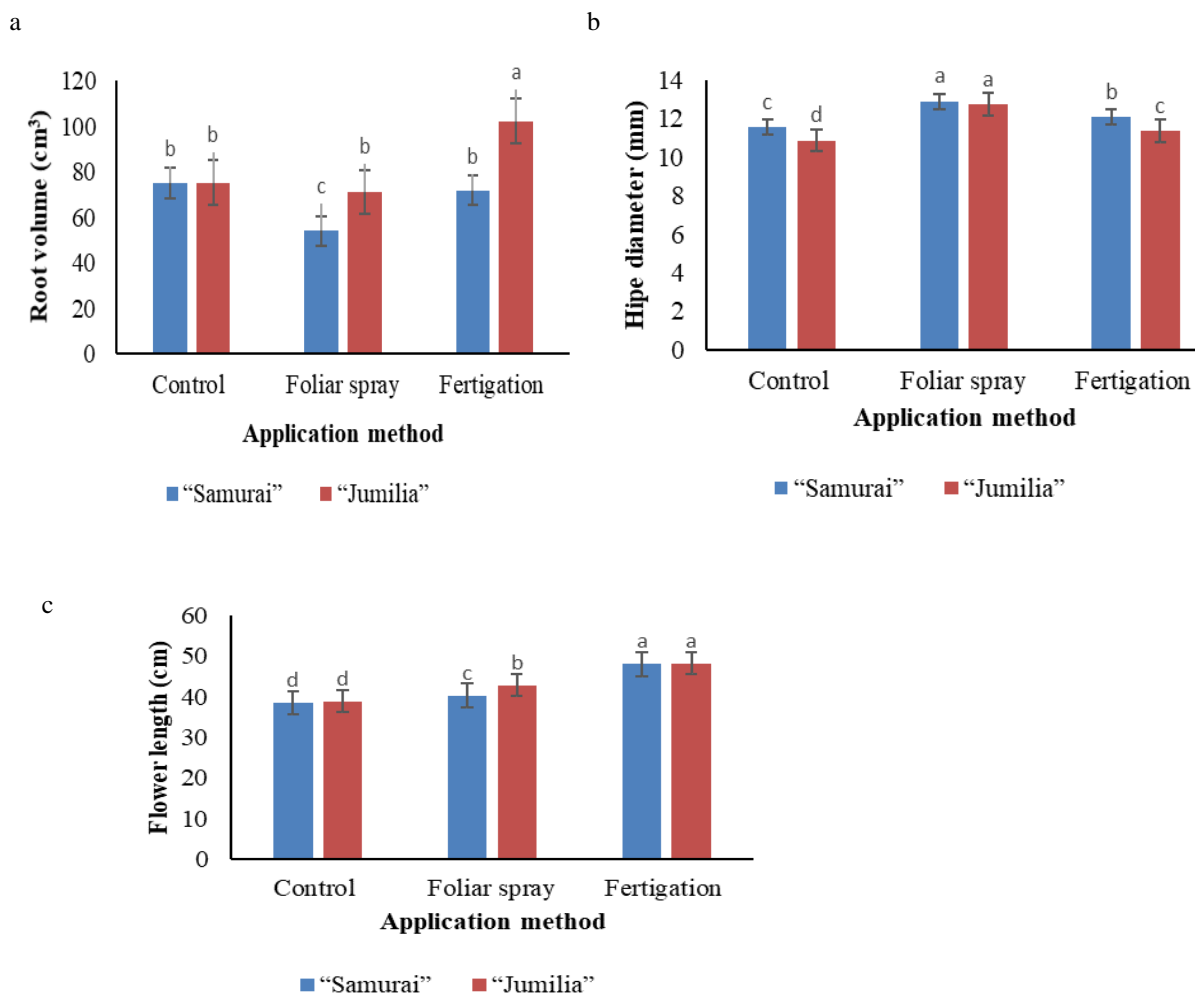 a
Root volume (cm³)
120
100
80
60
40
20
0
b
b
c
b
b
a
Control
Foliar spray
Fertigation
Application method
“Samurai”
“Jumilia”
b
Hipe diameter (mm)
14
12
10
8
6
4
2
0
c
d
a
a
b
c
Control
Foliar spray
Fertigation
Application method
“Samurai”
“Jumilia”
c
Flower length (cm)
60
50
40
30
20
10
0
d
d
c
b
a
a
Control
Foliar spray
Fertigation
Application method
“Samurai”
“Jumilia”